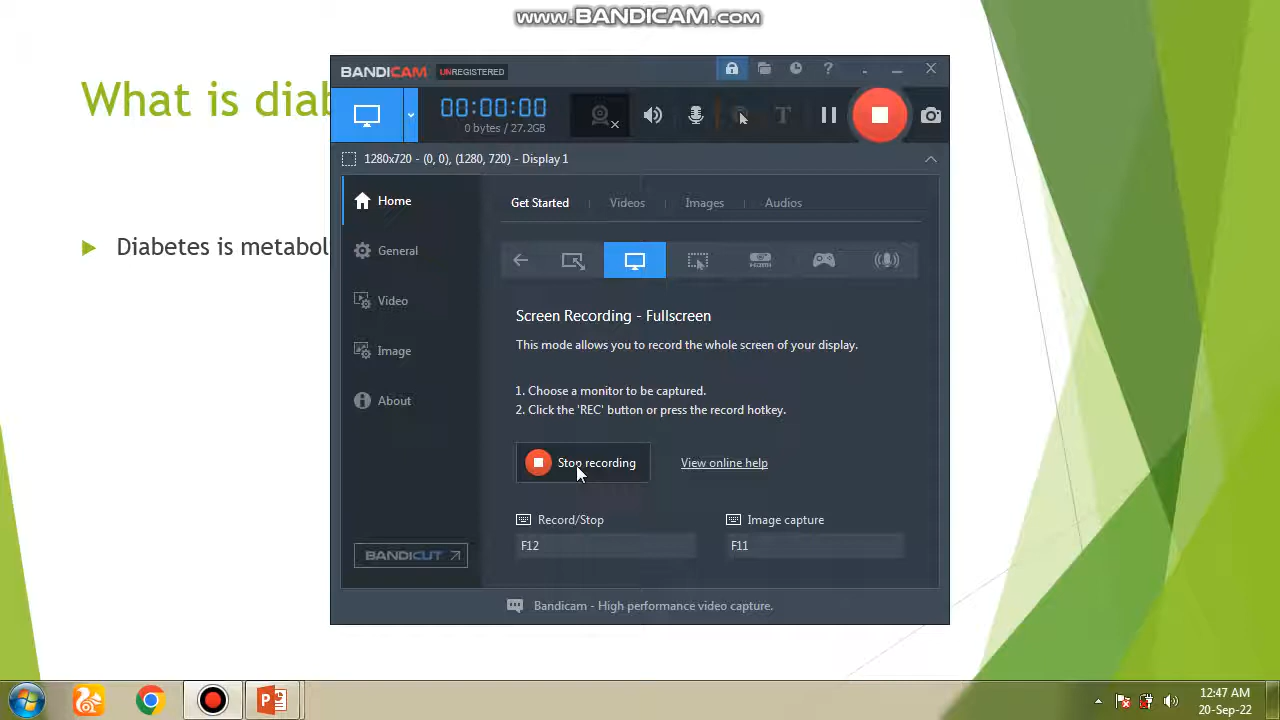 www.BANDICAM.com
What is diab
Diabetes is metabol
BANDICAM UNREGISTERED
00:00:00
0 bytes / 27.2GB
1280x720 - (0, 0), (1280, 720) - Display 1
Home
General
Video
Image
About
BANDICUT
Get Started Videos Images Audios
HDMI
Screen Recording - Fullscreen
This mode allows you to record the whole screen of your display.
1. Choose a monitor to be captured.
2. Click the 'REC' button or press the record hotkey.
Stop recording View online help
Record/Stop Image capture
F12 F11
Bandicam - High performance video capture.
12:47 AM
20-Sep-22